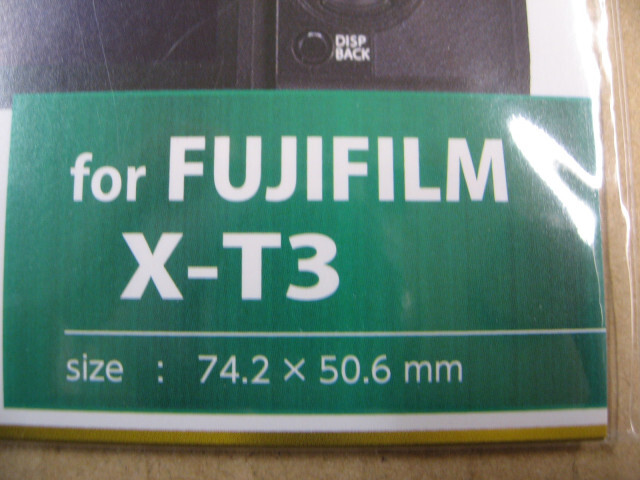 DISP
BACK
for FUJIFILM
X-T3
size : 74.2 × 50.6 mm